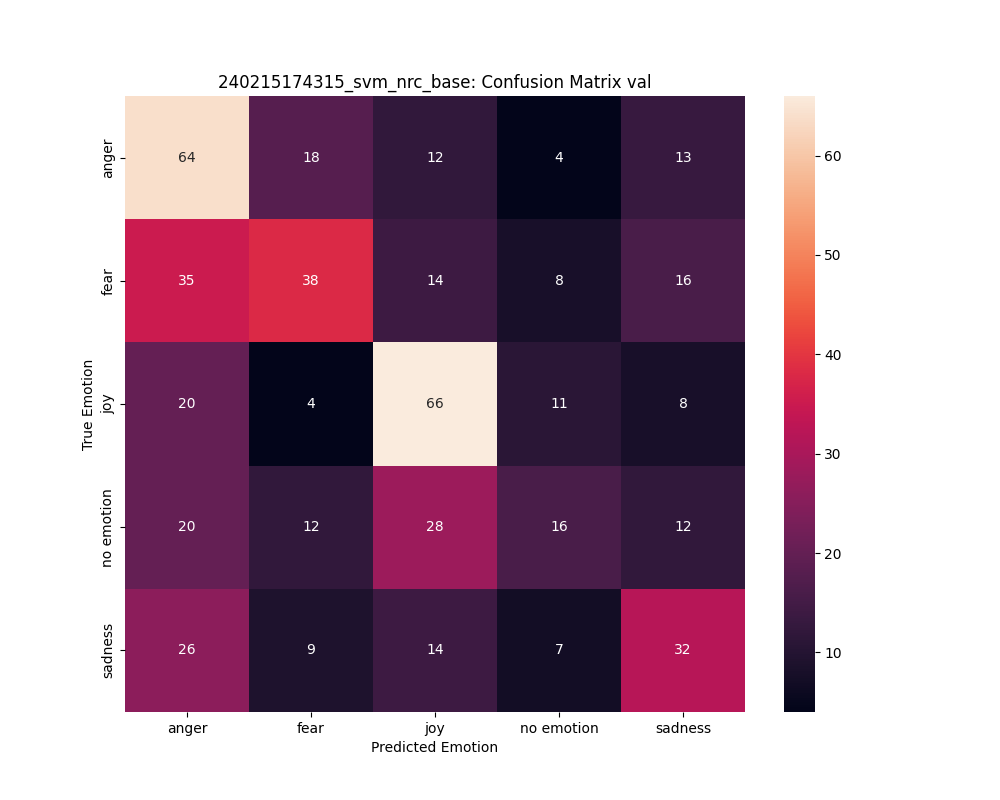 240215174315_svm_nrc_base: Confusion Matrix val
True Emotion
anger 64 18 12 4 13
fear 35 38 14 8 16
joy 20 4 66 11 8
no emotion 20 12 28 16 12
sadness 26 9 14 7 32
anger fear joy no emotion sadness
Predicted Emotion
60
50
40
30
20
10